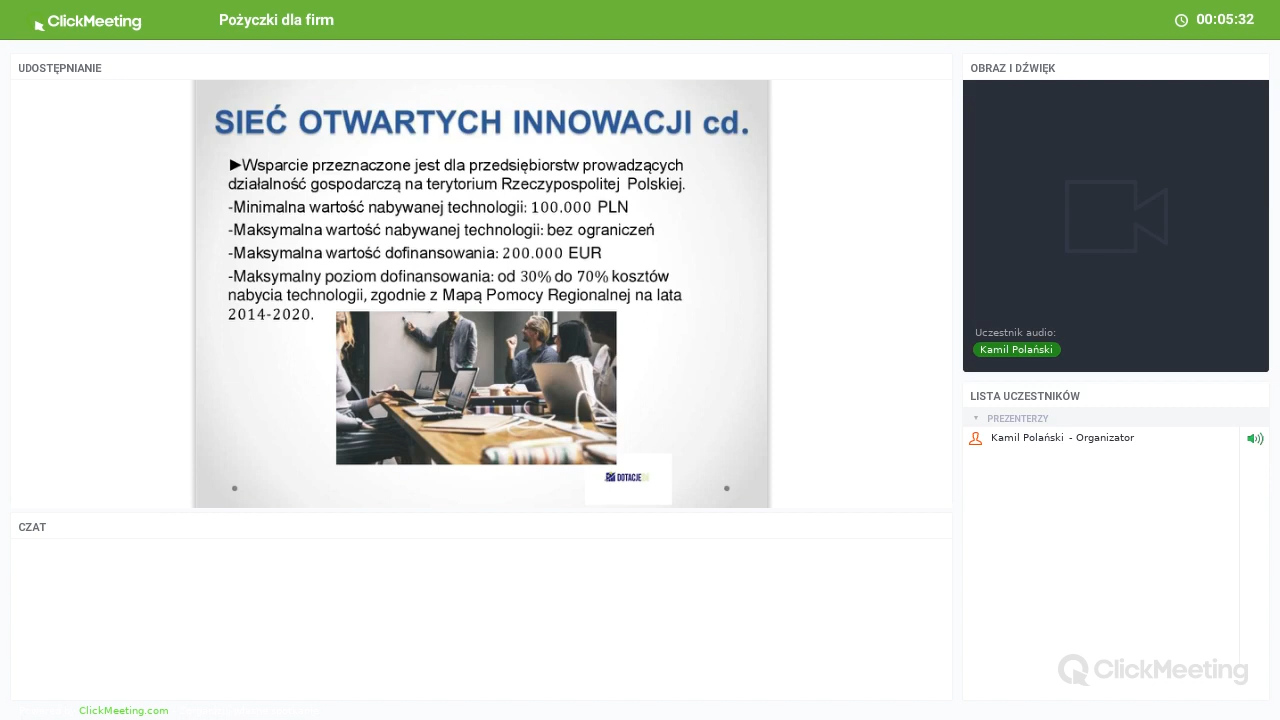 ClickMeeting
Pożyczki dla firm
00:05:32
UDOSTĘPNIANIE
SIEĆ OTWARTYCH INNOWACJI cd.
►Wsparcie przeznaczone jest dla przedsiębiorstw prowadzących
działalność gospodarczą na terytorium Rzeczypospolitej Polskiej.
-Minimalna wartość nabywanej technologii: 100.000 PLN
-Maksymalna wartość nabywanej technologii: bez ograniczeń
-Maksymalna wartość dofinansowania: 200.000 EUR
-Maksymalny poziom dofinansowania: od 30% do 70% kosztów
nabycia technologii, zgodnie z Mapą Pomocy Regionalnej na lata
2014-2020.
DOTACJE
OBRAZ I DŹWIĘK
Uczestnik audio:
Kamil Polański
LISTA UCZESTNIKÓW
PREZENTERZY
Kamil Polański - Organizator
CZAT
ClickMeeting
ClickMeeting.com